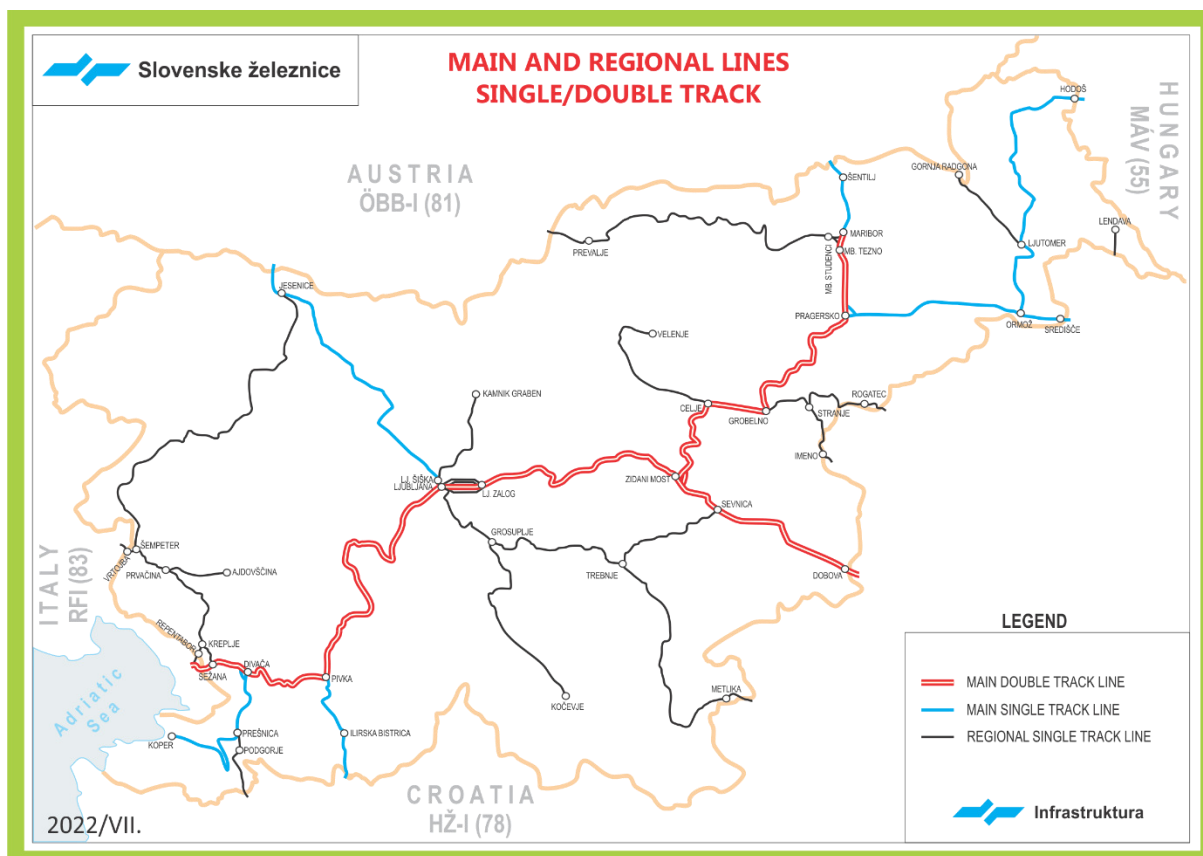 Slovenske železnice
MAIN AND REGIONAL LINES
SINGLE/DOUBLE TRACK
AUSTRIA
ÖBB-I (81)
HUNGARY
MÁV (55)
HODOŠ
GORNJA RADGONA
ŠENTILJ
LENDAVA
MARIBOR
LJUTOMER
PREVALJE
MB. TEZNO
MB. STUDENCI
JESENICE
PRAGERSKO
ORMOŽ
SREDIŠČE
VELENJE
KAMNIK GRABEN
CELJE
ROGATEC
STRANJE
GROBELNO
IMENO
LJ. ŠIŠKA
LJUBLJANA
LJ. ZALOG
ZIDANI MOST
SEVNICA
GROSUPLJE
ŠEMPETER
VRTOJBA
PRVAČINA
AJDOVŠČINA
TREBNJE
DOBOVA
ITALY
RFI (83)
REPENTABOR
KREPLJE
SEŽANA
DIVAČA
PIVKA
KOČEVJE
METLIKA
Adriatic
Sea
KOPER
PREŠNICA
PODGORJE
ILIRSKA BISTRICA
CROATIA
HŽ-I (78)
2022/VII.
LEGEND
MAIN DOUBLE TRACK LINE
MAIN SINGLE TRACK LINE
REGIONAL SINGLE TRACK LINE
Infrastruktura